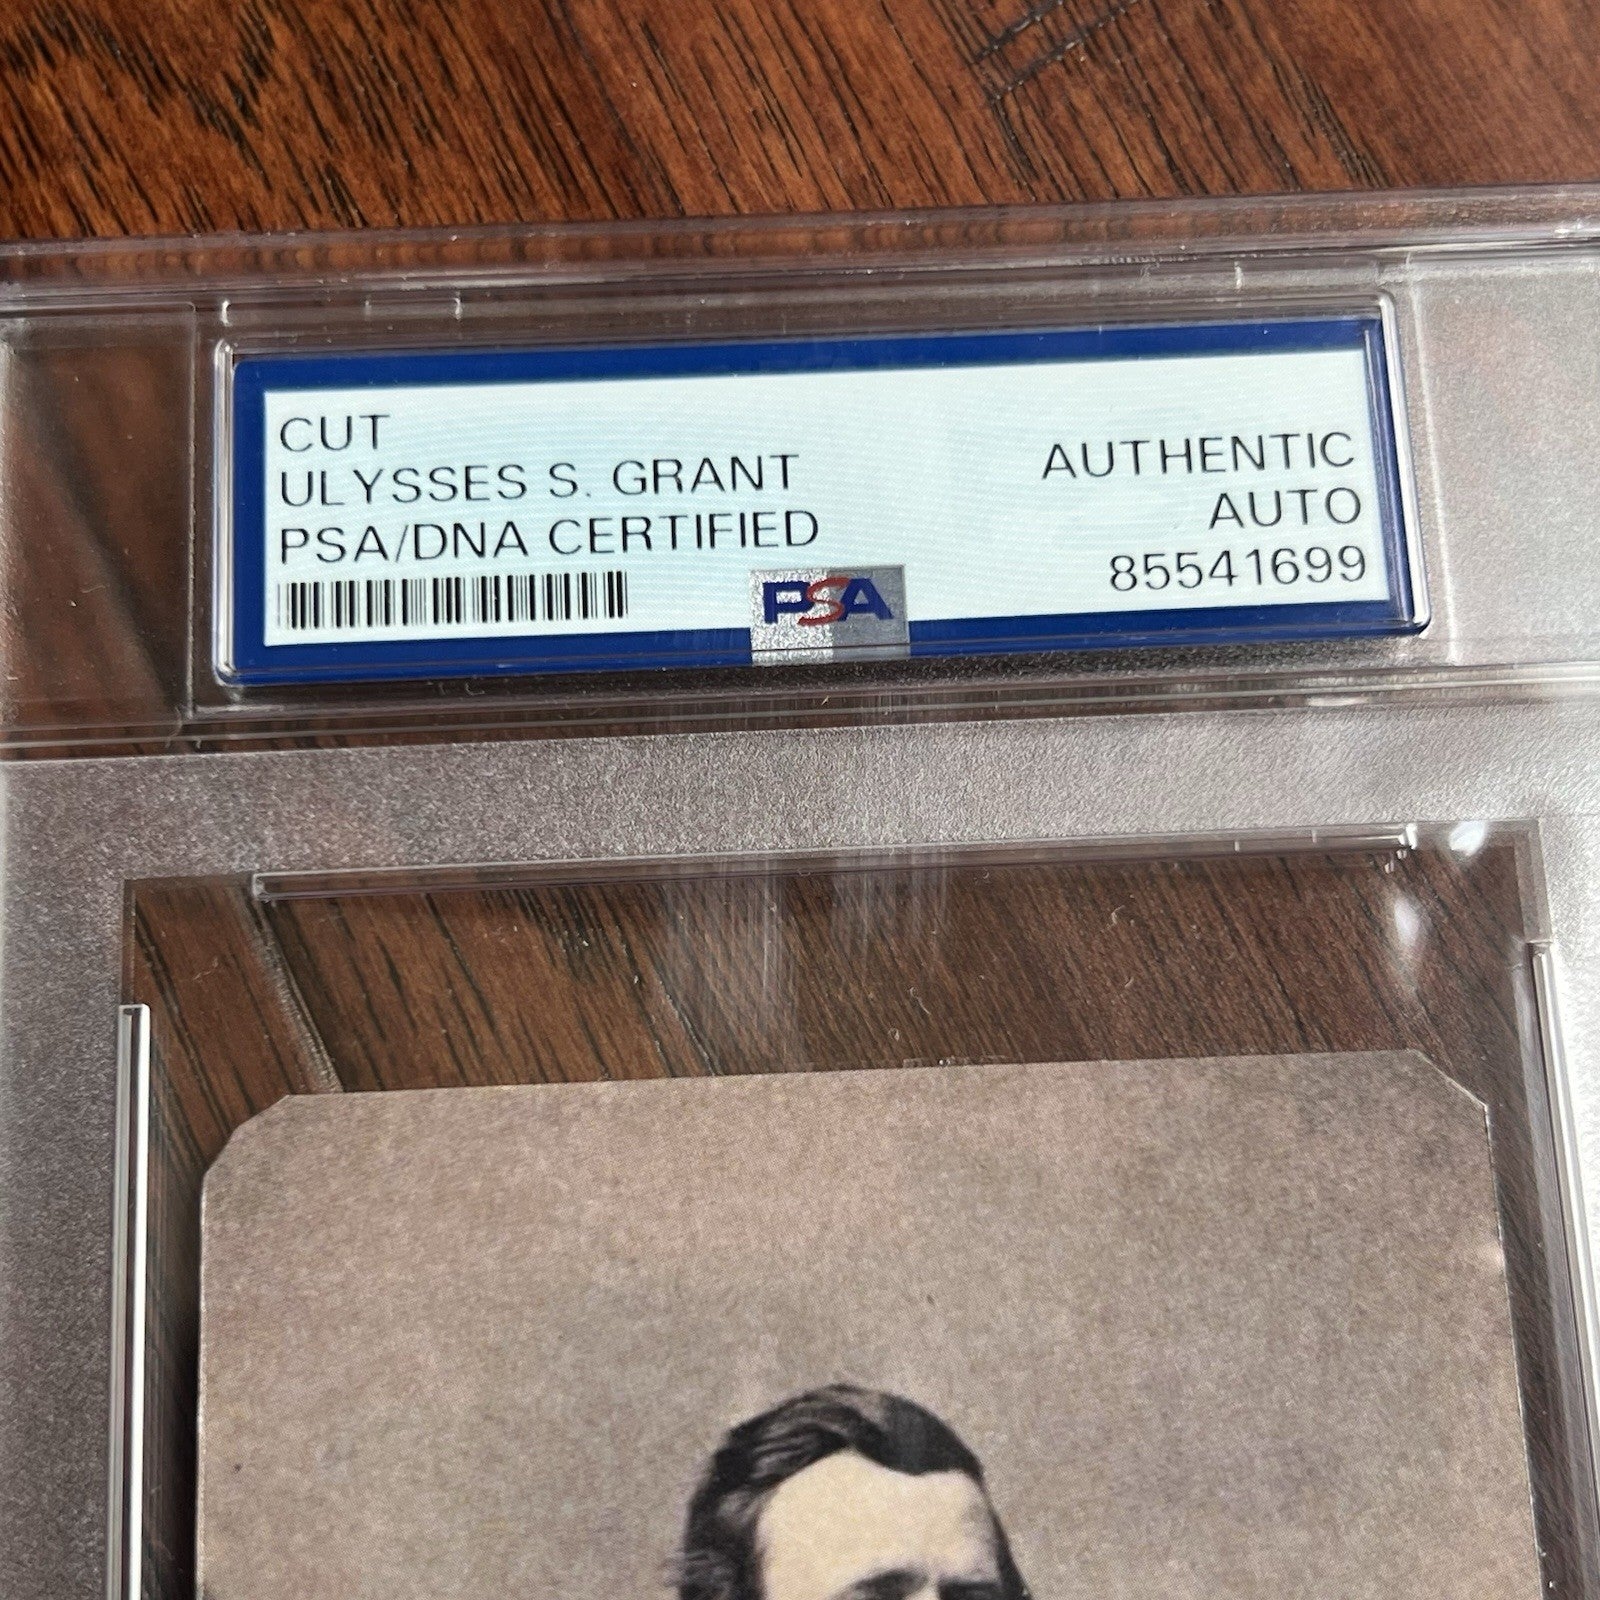 CUT
ULYSSES S. GRANT
PSA/DNA CERTIFIED
AUTHENTIC
AUTO
85541699
PSA